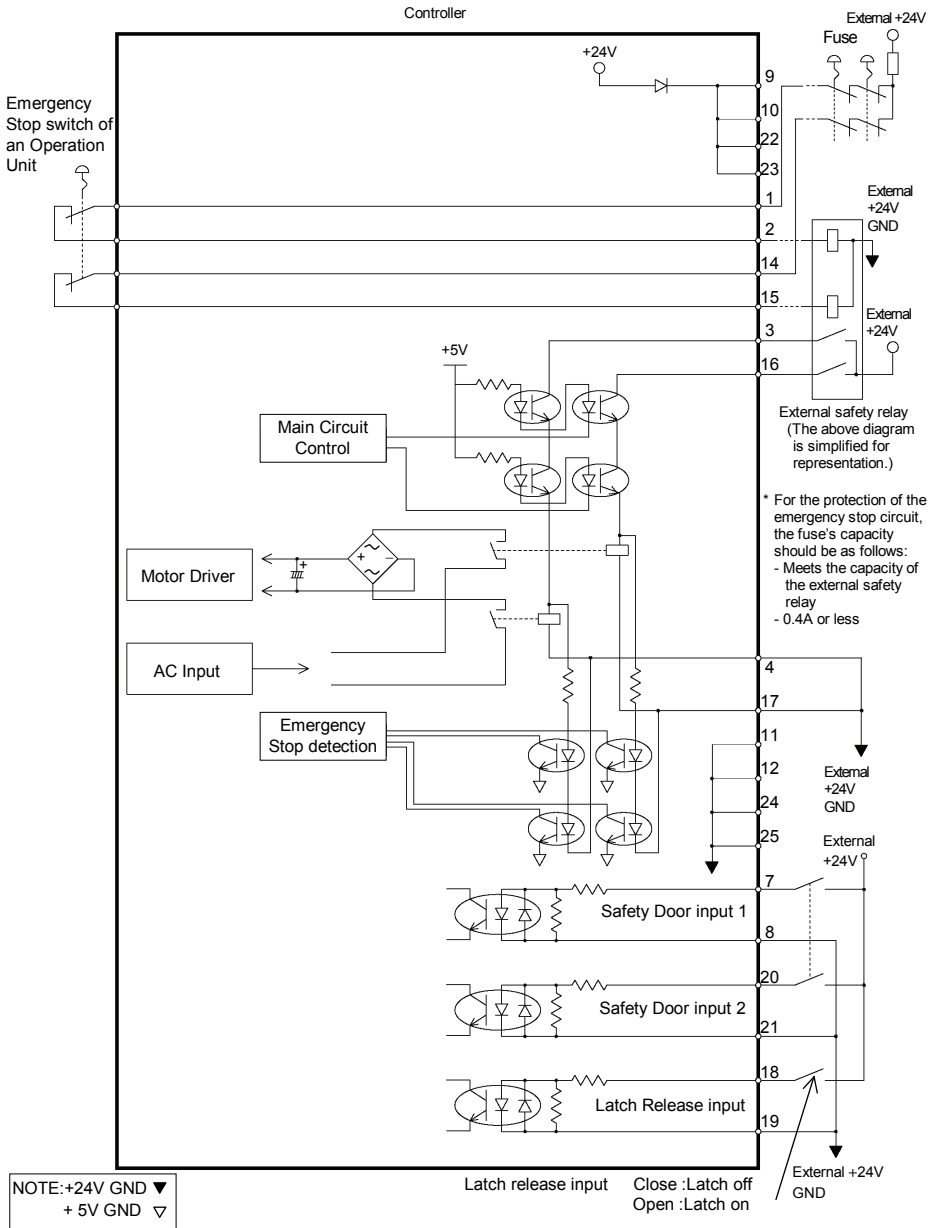 Controller
External +24V
Fuse
+24V
Emergency
Stop switch of
an Operation
Unit
9
10
22
23
1
2
14
15
3
16
External
+24V
GND
External
+24V
External safety relay
(The above diagram
is simplified for
representation.)
+5V
Main Circuit
Control
* For the protection of the
emergency stop circuit,
the fuse's capacity
should be as follows:
- Meets the capacity of
the external safety
relay
- 0.4A or less
+
-
+
Motor Driver
AC Input
4
17
11
12
24
25
Emergency
Stop detection
External
+24V
GND
External
+24V
7
Safety Door input 1
8
20
Safety Door input 2
21
18
Latch Release input
19
External +24V
GND
Latch release input Close :Latch off
Open :Latch on
NOTE:+24V GND ▼
+ 5V GND ▽